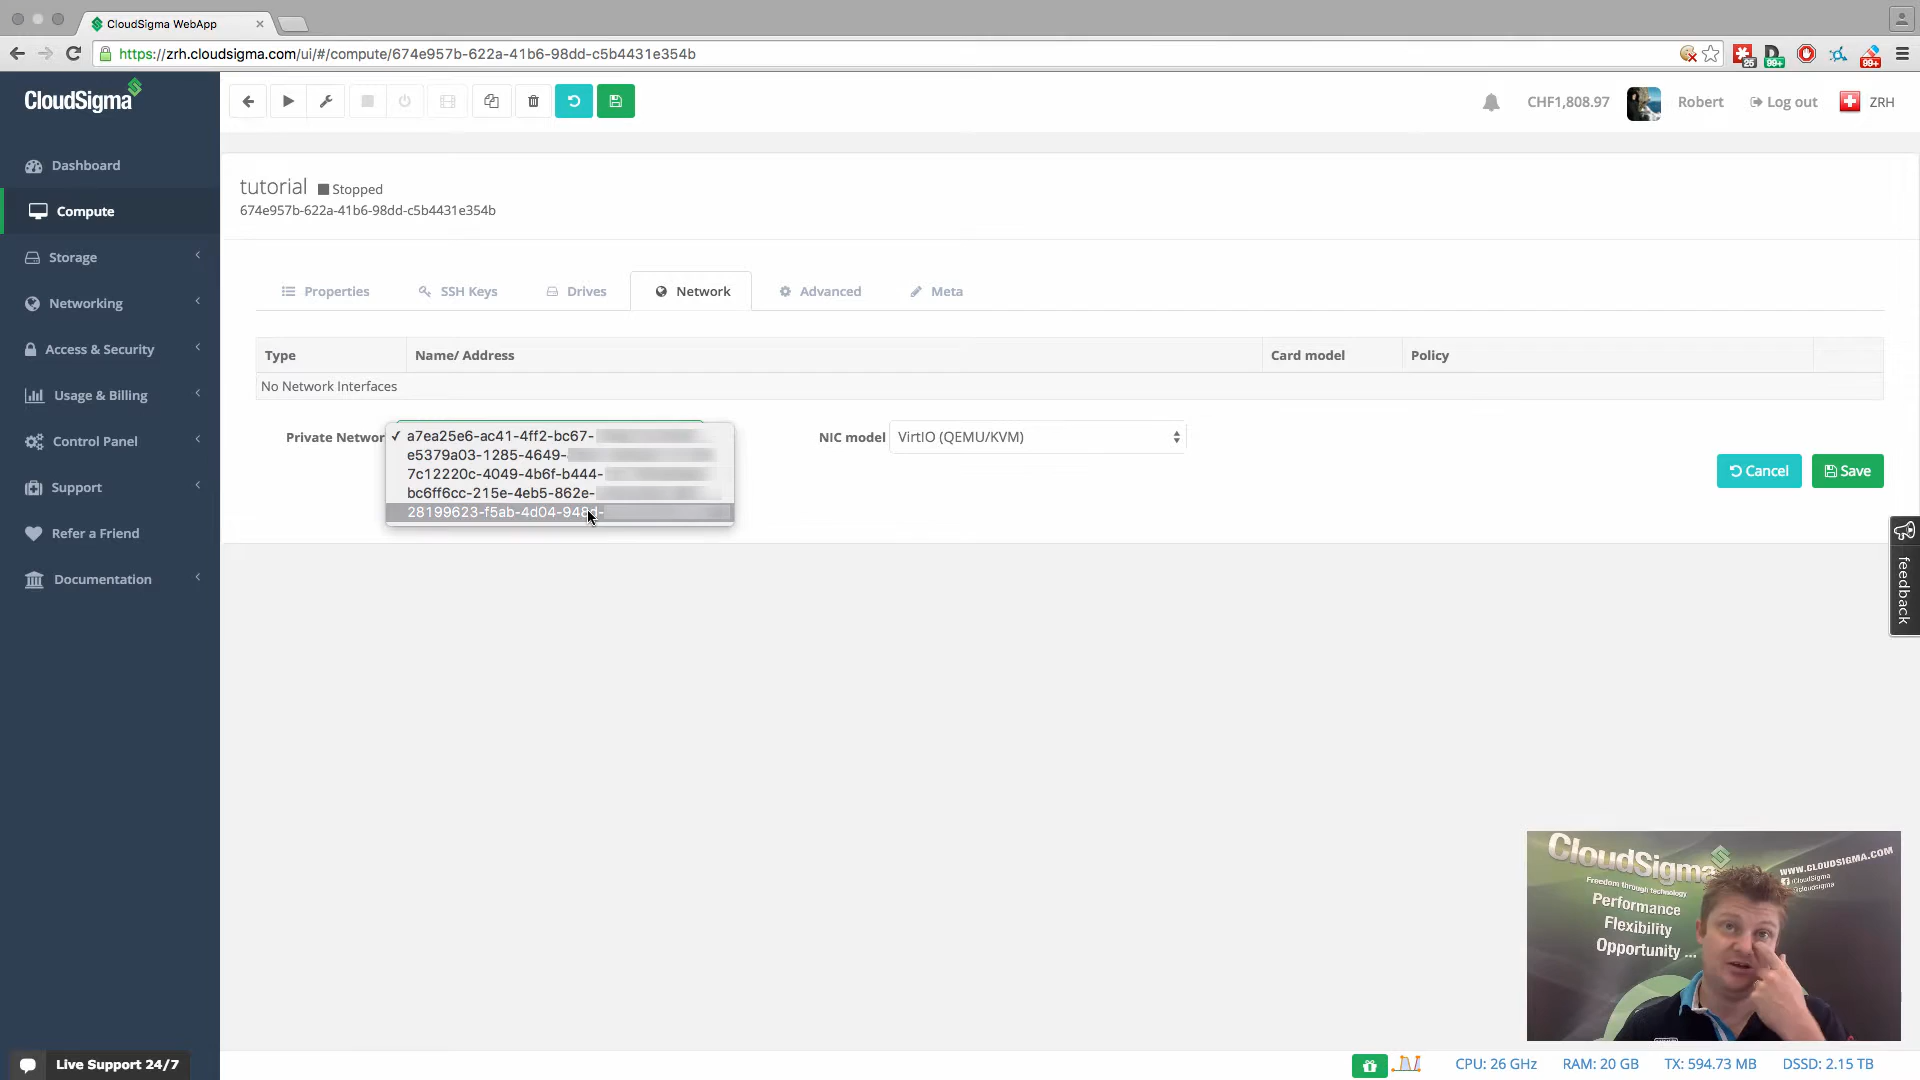 CloudSigma WebApp
https://zrh.cloudsigma.com/ui/#/compute/674e957b-622a-41b6-98dd-c5b4431e354b
25
99+
99+
CloudSigma
CHF1,808.97
Robert
Log out
ZRH
Dashboard
Compute
Storage
Networking
Access & Security
Usage & Billing
Control Panel
Support
Refer a Friend
Documentation
tutorial
Stopped
674e957b-622a-41b6-98dd-c5b4431e354b
Properties
SSH Keys
Drives
Network
Advanced
Meta
Type
Name/ Address
Card model
Policy
No Network Interfaces
Private Networ
a7ea25e6-ac41-4ff2-bc67-
e5379a03-1285-4649-
7c12220c-4049-4b6f-b444-
bc6ff6cc-215e-4eb5-862e-
28199623-f5ab-4d04-948d-
NIC model
VirtIO (QEMU/KVM)
Cancel
Save
feedback
CloudSigma
Freedom through technology
Performance
Flexibility
Opportunity ...
WWW.CLOUDSIGMA.COM
/CloudSigma
@cloudsigma
Live Support 24/7
CPU: 26 GHz
RAM: 20 GB
TX: 594.73 MB
DSSD: 2.15 TB